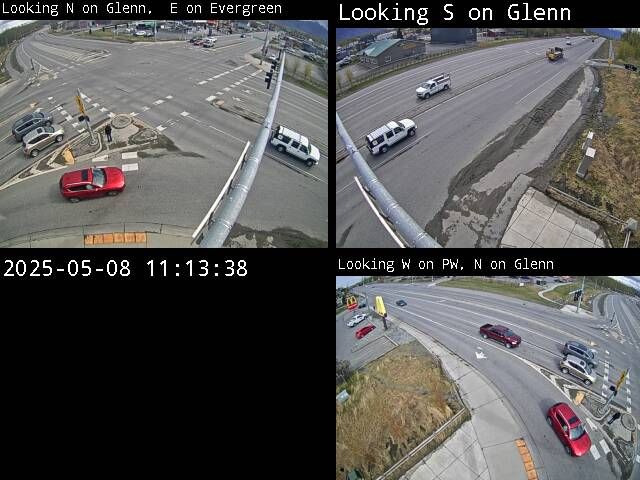 Looking N on Glenn, E on Evergreen
Looking S on Glenn
2025-05-08 11:13:38
Looking W on PW, N on Glenn